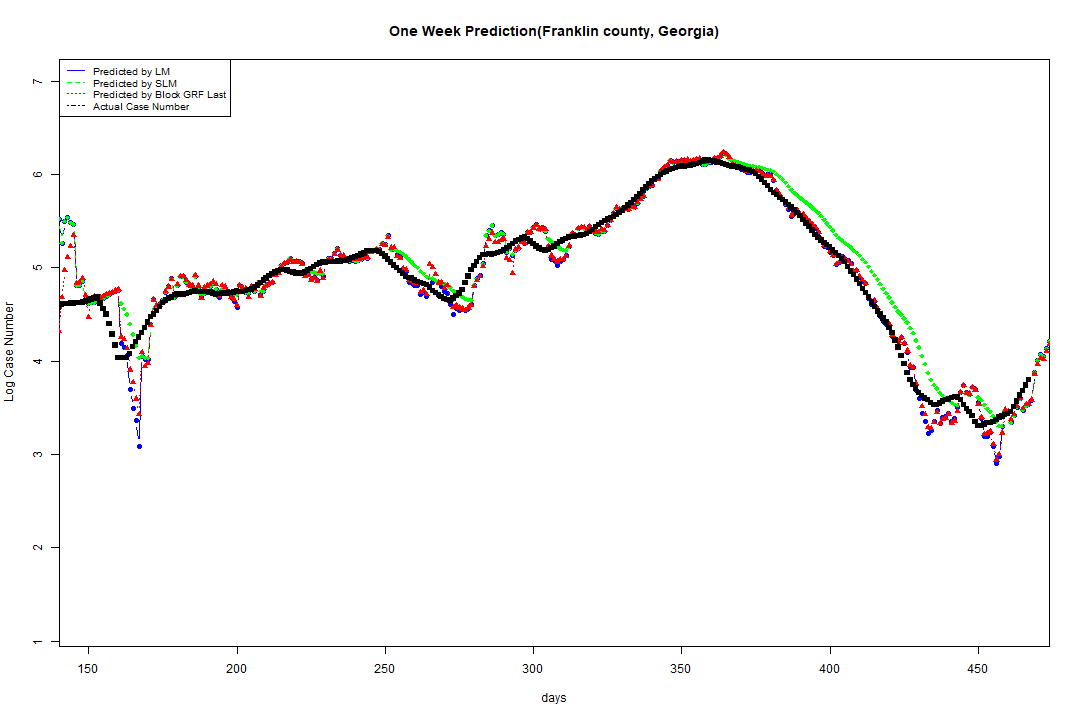 One Week Prediction(Franklin county, Georgia)
Predicted by LM
Predicted by SLM
Predicted by Block GRF Last
Actual Case Number
7
6
5
4
3
2
1
Log Case Number
150 200 250 300 350 400 450
days